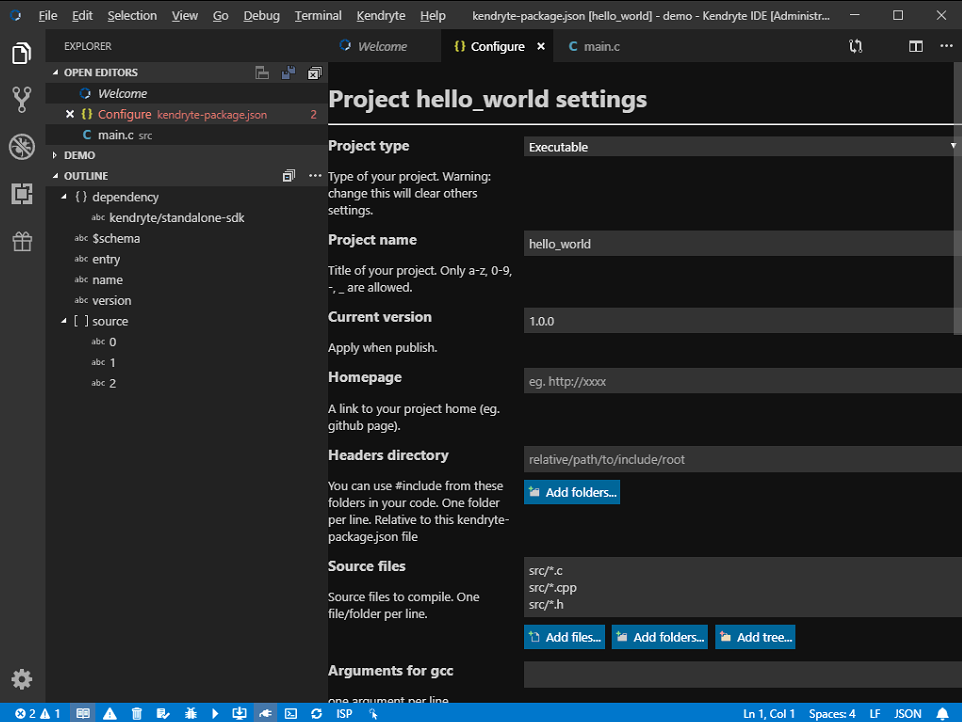 File Edit Selection View Go Debug Terminal Kendryte Help kendryte-package.json [hello_world] - demo - Kendryte IDE [Administr...
EXPLORER
Welcome
{} Configure
C main.c
OPEN EDITORS
Welcome
{} Configure kendryte-package.json 2
C main.c src
DEMO
OUTLINE
{ } dependency
abc kendryte/standalone-sdk
abc $schema
abc entry
abc name
abc version
[ ] source
abc 0
abc 1
abc 2
Project hello_world settings
Project type
Executable
Type of your project. Warning:
change this will clear others
settings.
Project name
hello_world
Title of your project. Only a-z, 0-9,
-, _ are allowed.
Current version
1.0.0
Apply when publish.
Homepage
eg. http://xxxx
A link to your project home (eg.
github page).
Headers directory
relative/path/to/include/root
Add folders...
You can use #include from these
folders in your code. One folder
per line. Relative to this kendryte-
package.json file
Source files
src/*.c
src/*.cpp
src/*.h
Source files to compile. One
file/folder per line.
Add files... Add folders... Add tree...
Arguments for gcc
one argument per line
2 1 ISP Ln 1, Col 1 Spaces: 4 LF JSON